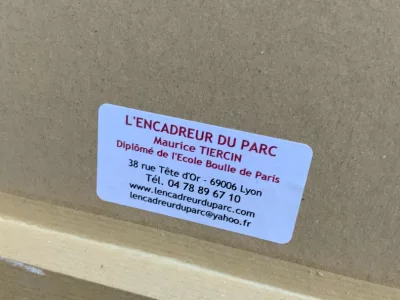 L'ENCADREUR DU PARC
Maurice TIERCIN
Diplômé de l'Ecole Boulle de Paris
38 rue Tête d'Or - 69006 Lyon
Tél. 04 78 89 67 10
www.lencadreurduparc.com
lencadreurduparc@yahoo.fr